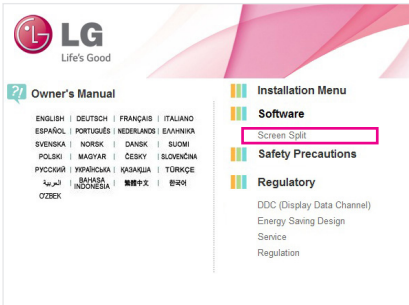 LG
Life's Good
Owner's Manual
ENGLISH | DEUTSCH | FRANÇAIS | ITALIANO
ESPAÑOL | PORTUGUÊS | NEDERLANDS | ΕΛΛΗΝΙΚΑ
SVENSKA | NORSK | DANSK | SUOMI
POLSKI | MAGYAR | ČESKY | SLOVENČINA
РУССКИЙ | УКРАЇНСЬКА | ҚАЗАҚША | TÜRKÇE
العربية | BAHASA INDONESIA | 繁體中文 | 한국어
O'ZBEK
Installation Menu
Software
Screen Split
Safety Precautions
Regulatory
DDC (Display Data Channel)
Energy Saving Design
Service
Regulation